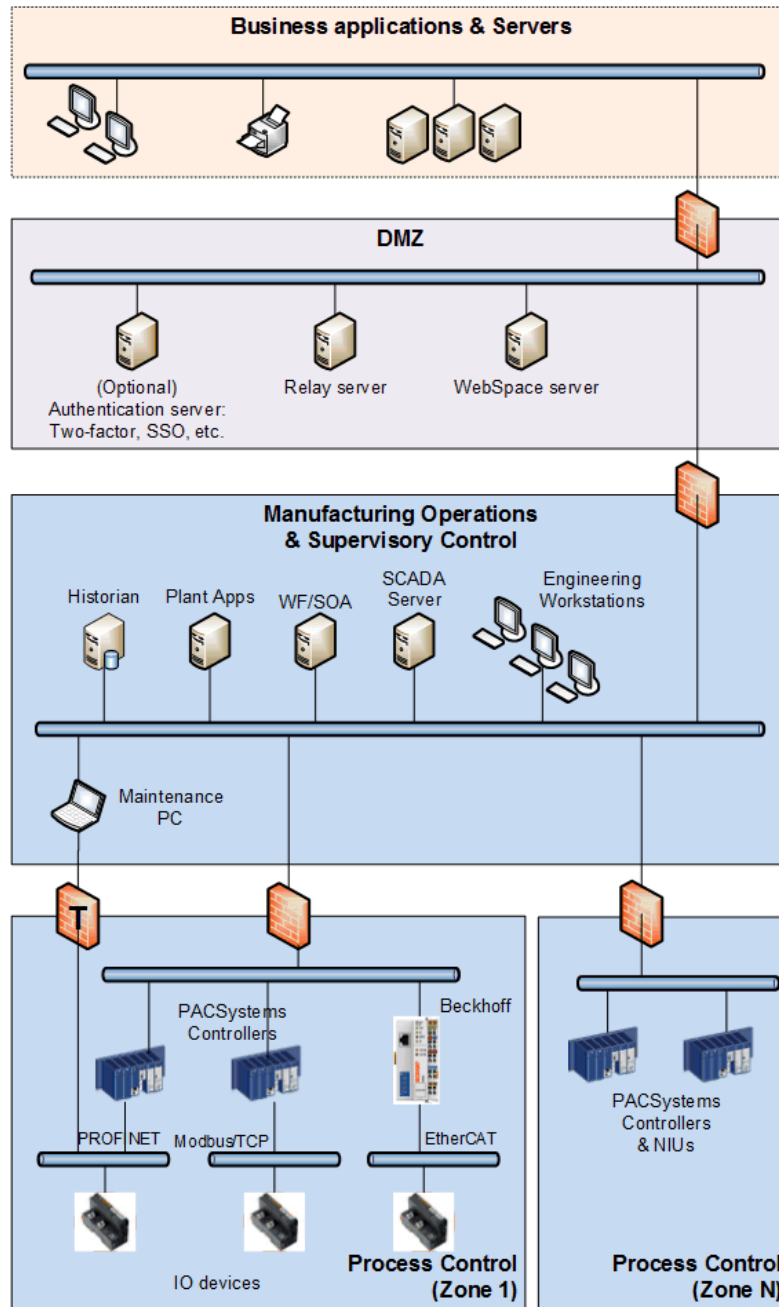 Business applications & Servers
DMZ
(Optional)
Authentication server:
Two-factor, SSO, etc.
Relay server
WebSpace server
Manufacturing Operations
& Supervisory Control
Historian
Plant Apps
WF/SOA
SCADA
Server
Engineering
Workstations
Maintenance
PC
T
PACSystems
Controllers
Beckhoff
PROFINET
Modbus/TCP
EtherCAT
IO devices
Process Control
(Zone 1)
PACSystems
Controllers
& NIUs
Process Control
(Zone N)